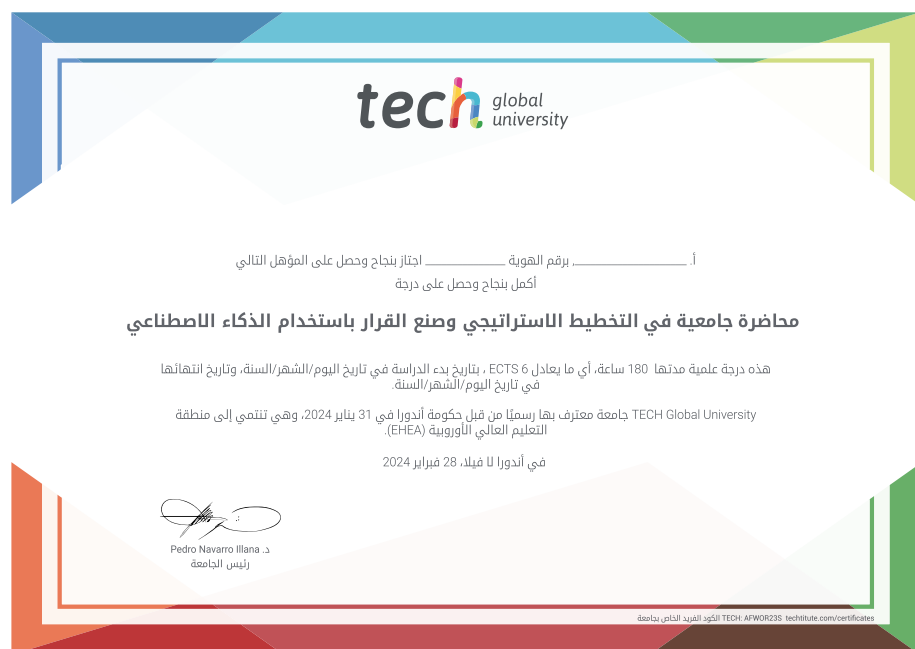 tech global
university
أ. ____________________, برقم الهوية ______________ اجتاز بنجاح وحصل على المؤهل التالي
أكمل بنجاح وحصل على درجة
محاضرة جامعية في التخطيط الاستراتيجي وصنع القرار باستخدام الذكاء الاصطناعي
هذه درجة علمية مدتها 180 ساعة، أي ما يعادل 6 ECTS ، بتاريخ بدء الدراسة في تاريخ اليوم/الشهر/السنة، وتاريخ انتهائها
في تاريخ اليوم/الشهر/السنة.
TECH Global University جامعة معترف بها رسميًا من قبل حكومة أندورا في 31 يناير 2024، وهي تنتمي إلى منطقة
التعليم العالي الأوروبية (EHEA).
في أندورا لا فيلا، 28 فبراير 2024
د. Pedro Navarro Illana
رئيس الجامعة
الكود الفريد الخاص بجامعة TECH: AFWOR23S techtitute.com/certificates